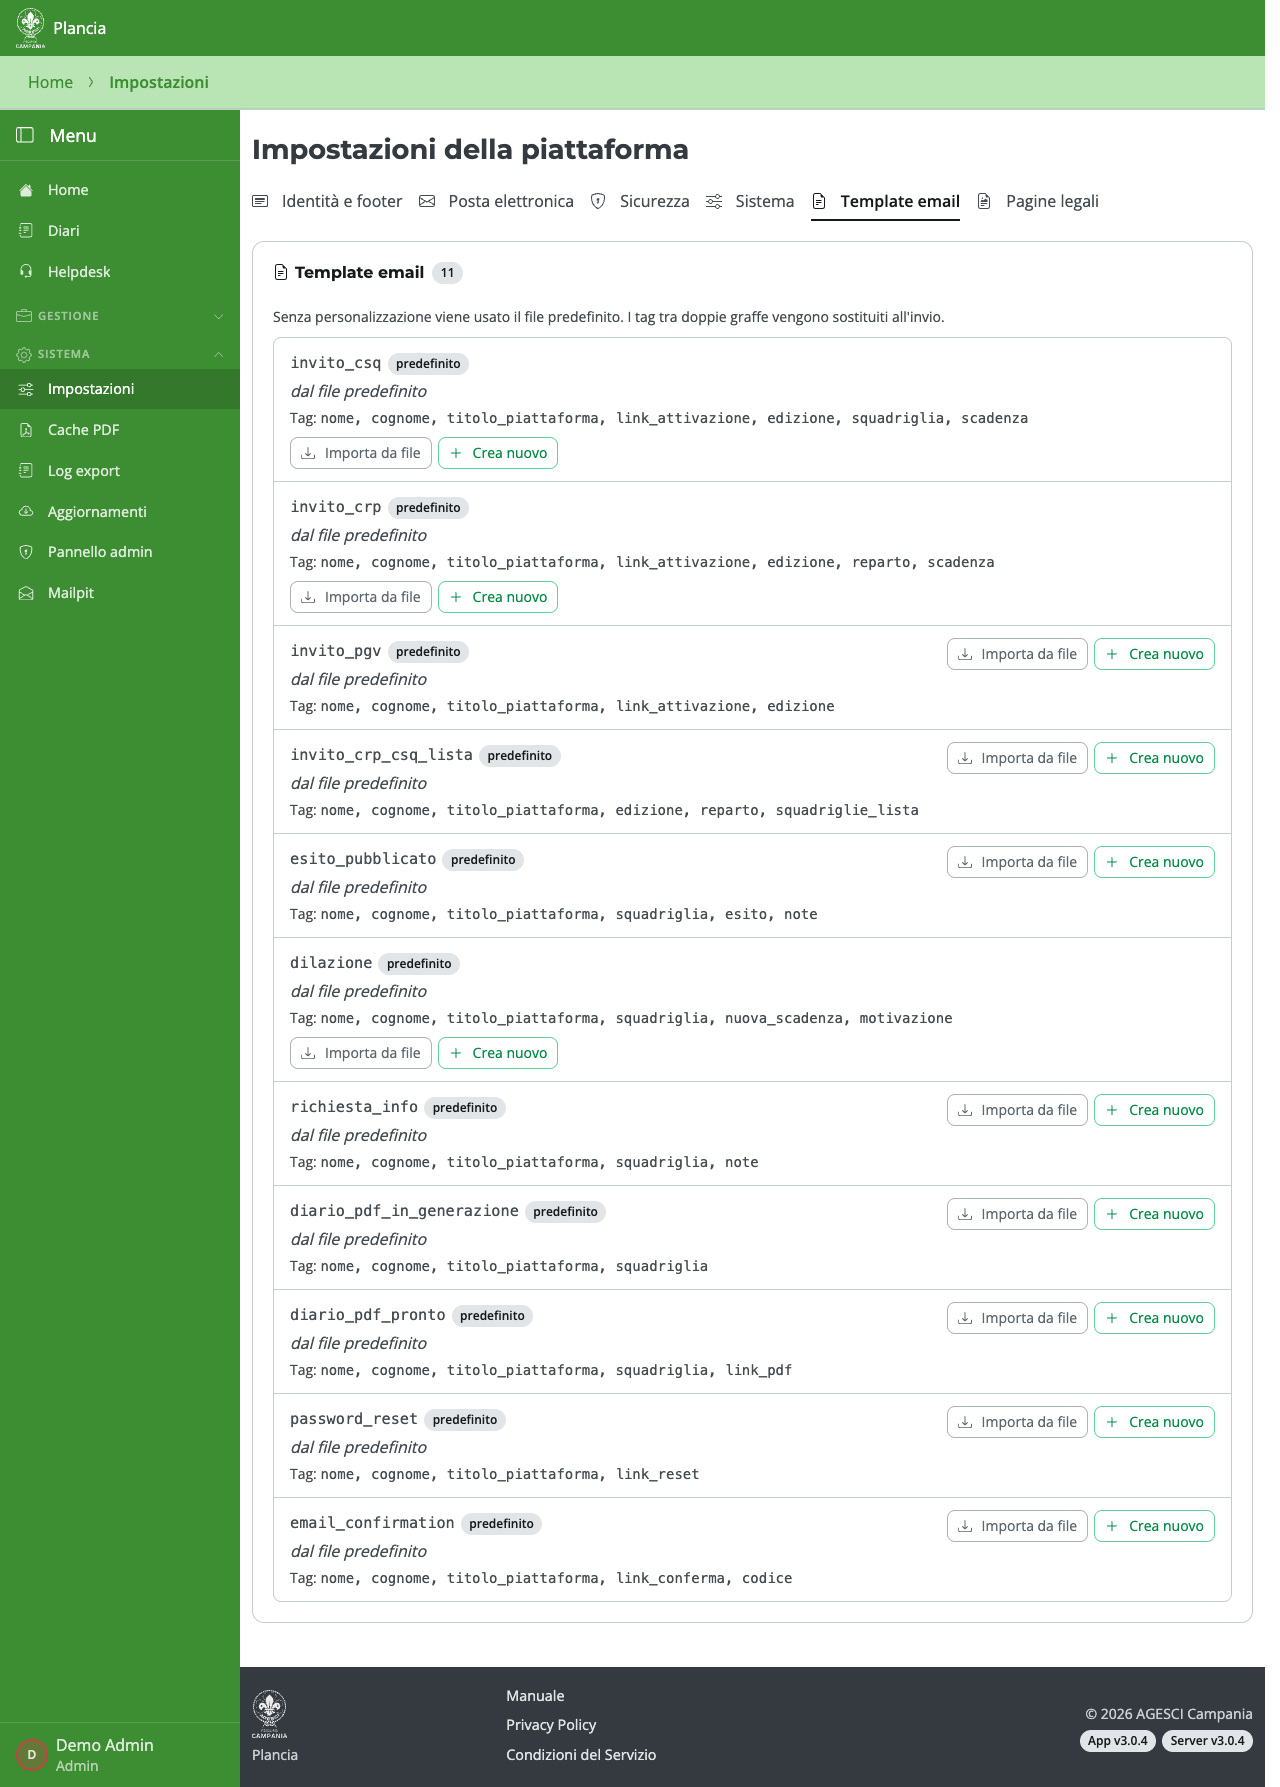 Plancia
Home > Impostazioni
Menu
Home
Diari
Helpdesk
GESTIONE
SISTEMA
Impostazioni
Cache PDF
Log export
Aggiornamenti
Pannello admin
Mailpit
D
Demo Admin
Admin
Impostazioni della piattaforma
Identità e footer
Posta elettronica
Sicurezza
Sistema
Template email
Pagine legali
Template email 11
Senza personalizzazione viene usato il file predefinito. I tag tra doppie graffe vengono sostituiti all'invio.
invito_csq predefinito
dal file predefinito
Tag: nome, cognome, titolo_piattaforma, link_attivazione, edizione, squadriglia, scadenza
Importa da file + Crea nuovo
invito_crp predefinito
dal file predefinito
Tag: nome, cognome, titolo_piattaforma, link_attivazione, edizione, reparto, scadenza
Importa da file + Crea nuovo
invito_pgv predefinito
Importa da file + Crea nuovo
dal file predefinito
Tag: nome, cognome, titolo_piattaforma, link_attivazione, edizione
invito_crp_csq_lista predefinito
Importa da file + Crea nuovo
dal file predefinito
Tag: nome, cognome, titolo_piattaforma, edizione, reparto, squadriglie_lista
esito_pubblicato predefinito
Importa da file + Crea nuovo
dal file predefinito
Tag: nome, cognome, titolo_piattaforma, squadriglia, esito, note
dilazione predefinito
dal file predefinito
Tag: nome, cognome, titolo_piattaforma, squadriglia, nuova_scadenza, motivazione
Importa da file + Crea nuovo
richiesta_info predefinito
Importa da file + Crea nuovo
dal file predefinito
Tag: nome, cognome, titolo_piattaforma, squadriglia, note
diario_pdf_in_generazione predefinito
Importa da file + Crea nuovo
dal file predefinito
Tag: nome, cognome, titolo_piattaforma, squadriglia
diario_pdf_pronto predefinito
Importa da file + Crea nuovo
dal file predefinito
Tag: nome, cognome, titolo_piattaforma, squadriglia, link_pdf
password_reset predefinito
Importa da file + Crea nuovo
dal file predefinito
Tag: nome, cognome, titolo_piattaforma, link_reset
email_confirmation predefinito
Importa da file + Crea nuovo
dal file predefinito
Tag: nome, cognome, titolo_piattaforma, link_conferma, codice
CAMPANIA
Plancia
Manuale
Privacy Policy
Condizioni del Servizio
© 2026 AGESCI Campania
App v3.0.4 Server v3.0.4